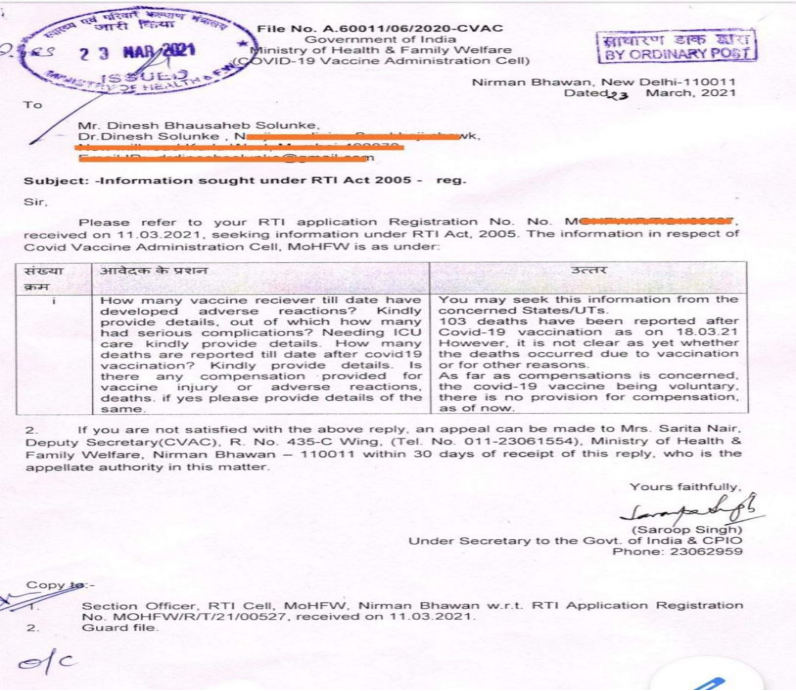 स्वास्थ्य एवं परिवार कल्याण मंत्रालय
जारी किया
23 MAR 2021
ISSUED
MINISTRY OF HEALTH & F.W.
File No. A.60011/06/2020-CVAC
Government of India
Ministry of Health & Family Welfare
(COVID-19 Vaccine Administration Cell)
साधारण डाक द्वारा
BY ORDINARY POST
Nirman Bhawan, New Delhi-110011
Dated 23 March, 2021
To
Mr. Dinesh Bhausaheb Solunke,
Dr.Dinesh Solunke ,
Subject: -Information sought under RTI Act 2005 - reg.
Sir,
Please refer to your RTI application Registration No. No.
received on 11.03.2021, seeking information under RTI Act, 2005. The information in respect of
Covid Vaccine Administration Cell, MoHFW is as under:
संख्या
क्रम
आवेदक के प्रशन
उत्तर
i
How many vaccine reciever till date have
developed adverse reactions? Kindly
provide details, out of which how many
had serious complications? Needing ICU
care kindly provide details. How many
deaths are reported till date after covid19
vaccination? Kindly provide details. Is
there any compensation provided for
vaccine injury or adverse reactions,
deaths. if yes please provide details of the
same.
You may seek this information from the
concerned States/UTs.
103 deaths have been reported after
Covid-19 vaccination as on 18.03.21
However, it is not clear as yet whether
the deaths occurred due to vaccination
or for other reasons.
As far as compensations is concerned,
the covid-19 vaccine being voluntary,
there is no provision for compensation,
as of now.
2. If you are not satisfied with the above reply, an appeal can be made to Mrs. Sarita Nair,
Deputy Secretary(CVAC), R. No. 435-C Wing, (Tel. No. 011-23061554), Ministry of Health &
Family Welfare, Nirman Bhawan – 110011 within 30 days of receipt of this reply, who is the
appellate authority in this matter.
Yours faithfully,
(Saroop Singh)
Under Secretary to the Govt. of India & CPIO
Phone: 23062959
Copy to:-
1. Section Officer, RTI Cell, MoHFW, Nirman Bhawan w.r.t. RTI Application Registration
No. MOHFW/R/T/21/00527, received on 11.03.2021.
2. Guard file.
o/c